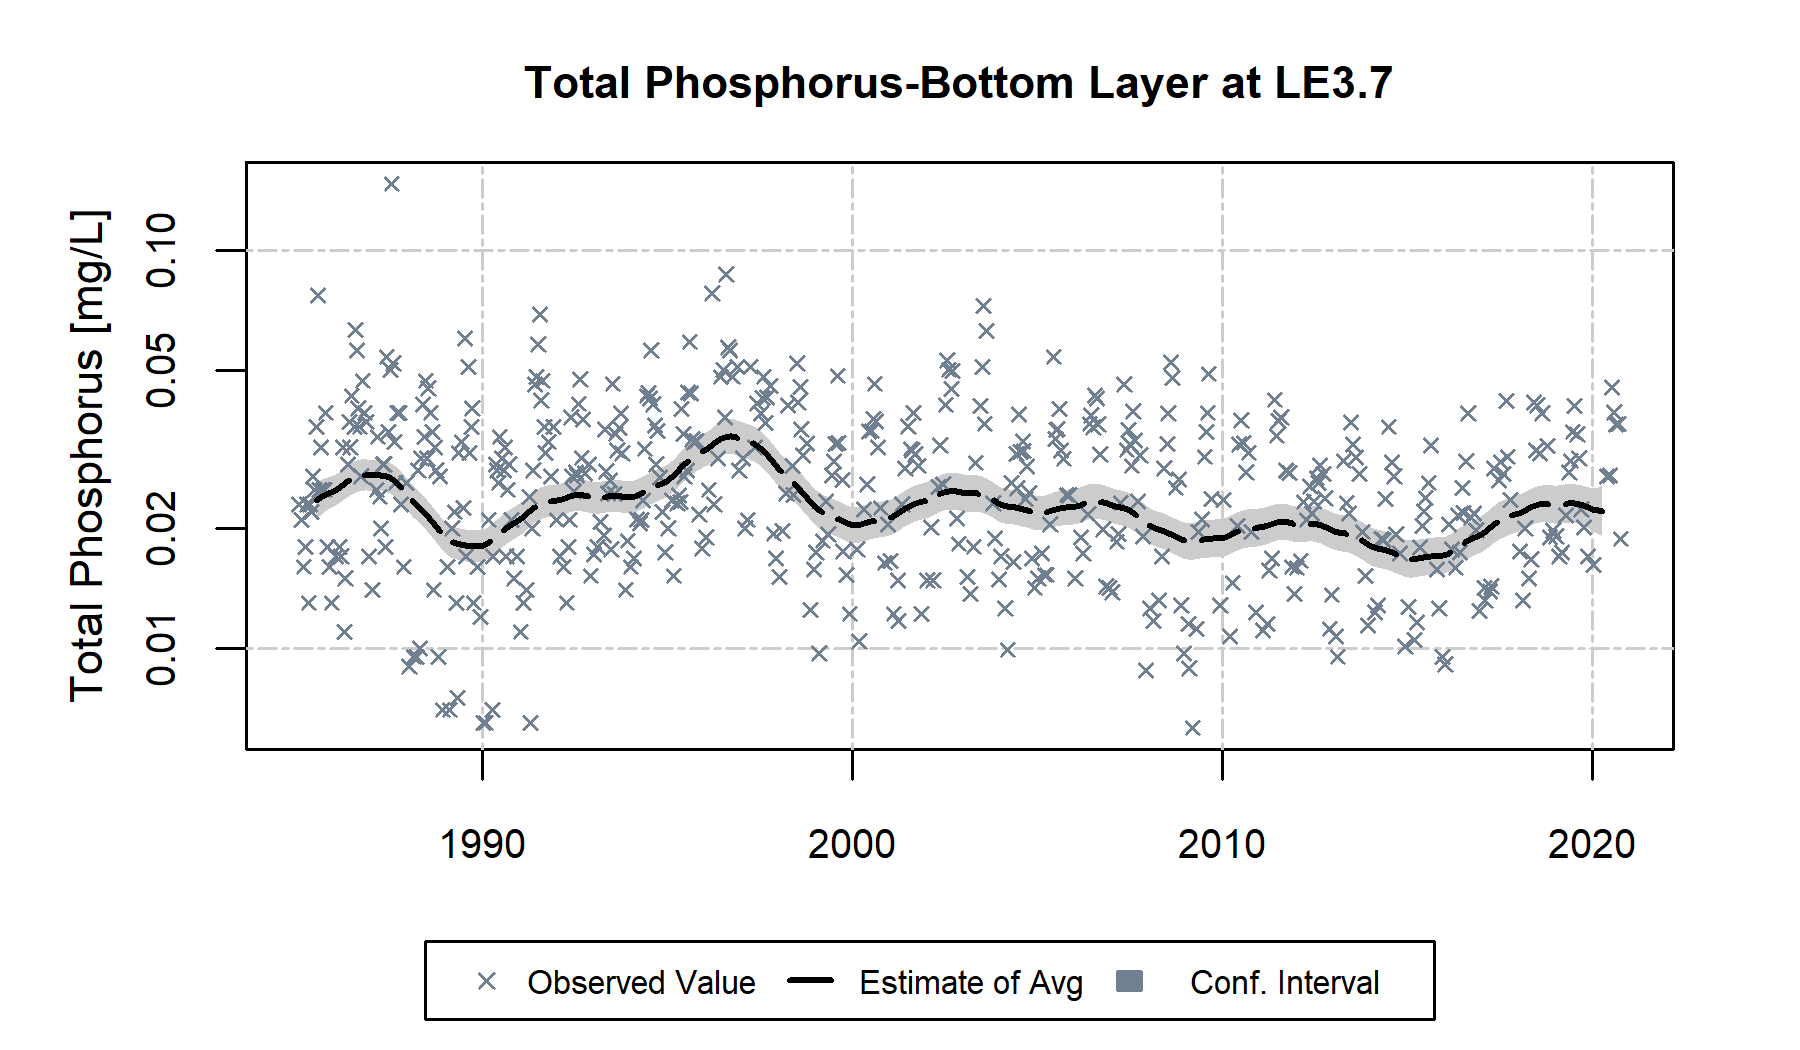 Total Phosphorus-Bottom Layer at LE3.7
Total Phosphorus [mg/L]
0.10
0.05
0.02
0.01
1990 2000 2010 2020
Observed Value Estimate of Avg Conf. Interval